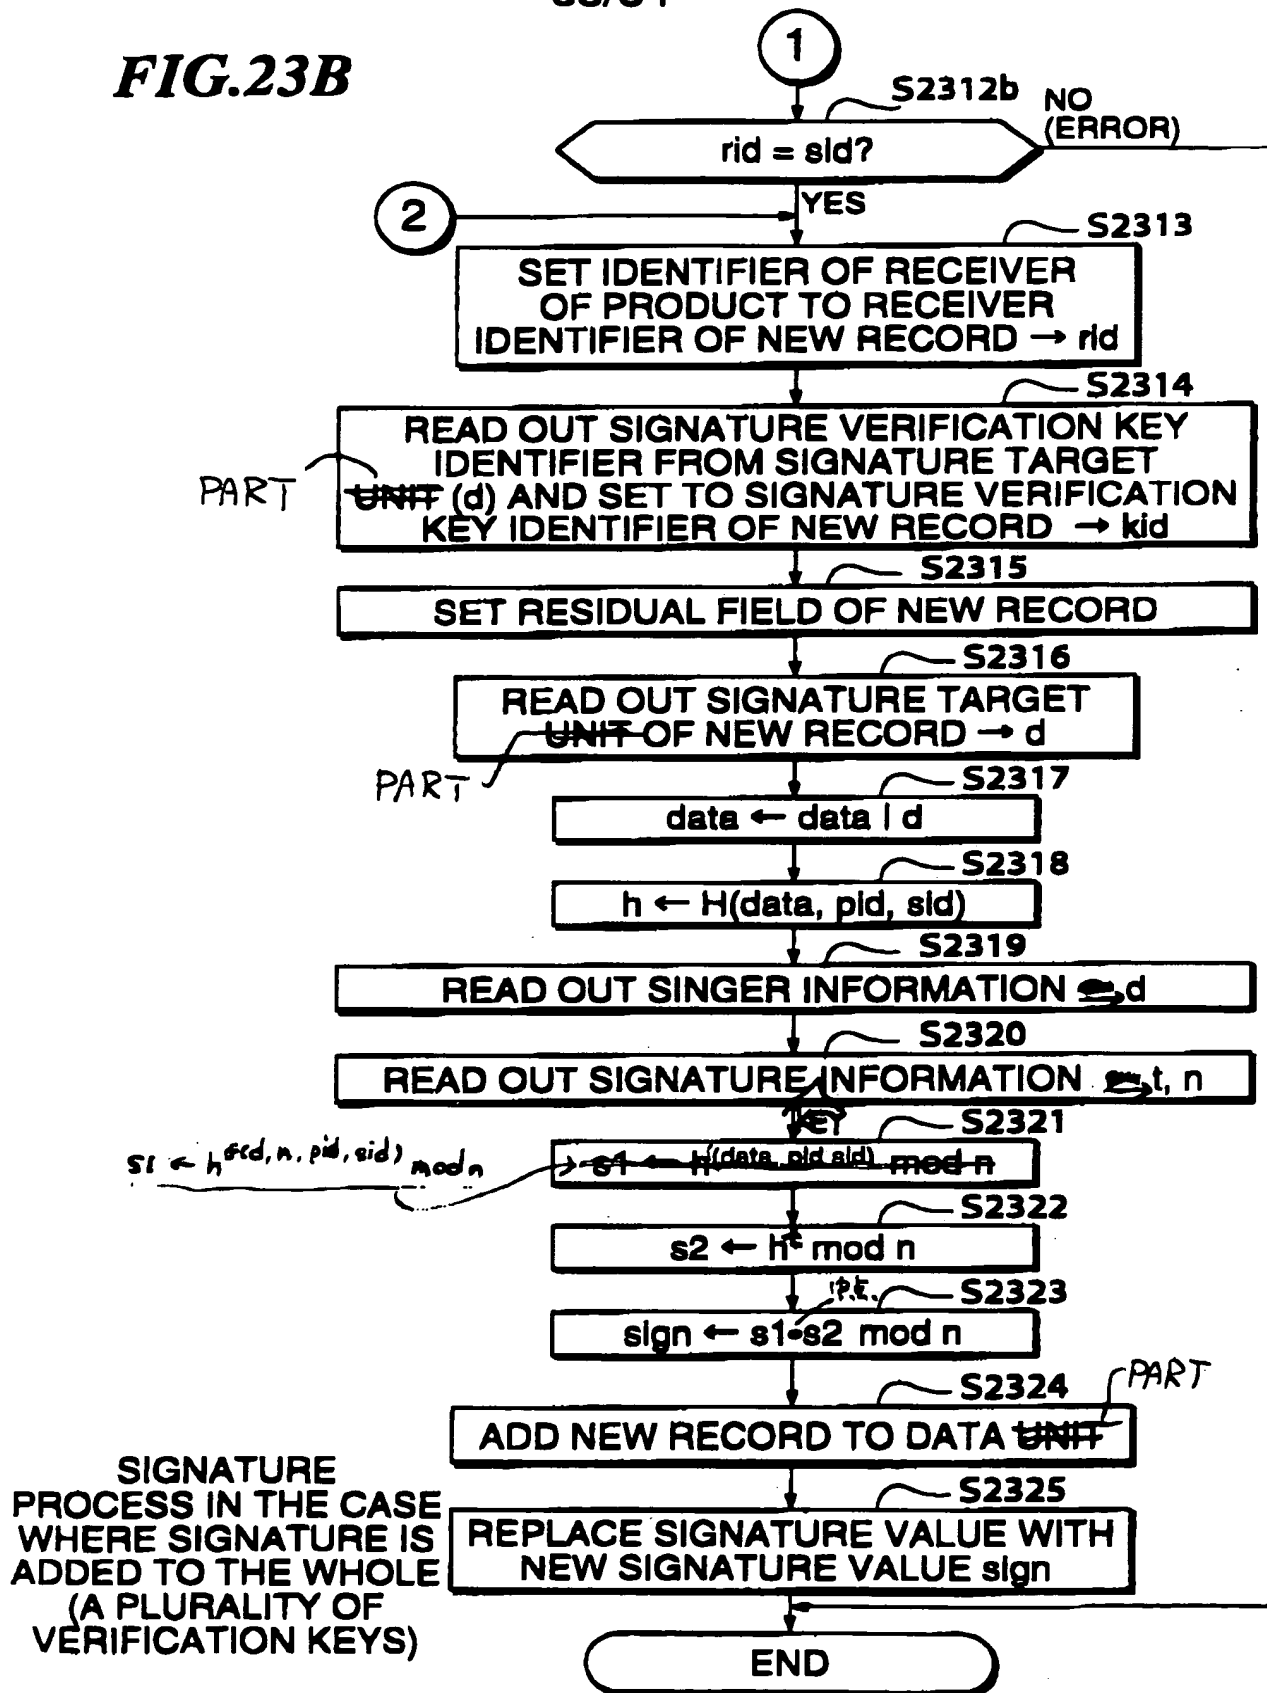 FIG.23B
1
S2312b
NO
(ERROR)
rid = sid?
YES
2
S2313
SET IDENTIFIER OF RECEIVER
OF PRODUCT TO RECEIVER
IDENTIFIER OF NEW RECORD → rid
S2314
READ OUT SIGNATURE VERIFICATION KEY
IDENTIFIER FROM SIGNATURE TARGET
PART
UNIT (d) AND SET TO SIGNATURE VERIFICATION
KEY IDENTIFIER OF NEW RECORD → kid
S2315
SET RESIDUAL FIELD OF NEW RECORD
S2316
READ OUT SIGNATURE TARGET
UNIT OF NEW RECORD → d
PART
S2317
data ← data | d
S2318
h ← H(data, pid, sid)
S2319
READ OUT SINGER INFORMATION → d
S2320
READ OUT SIGNATURE INFORMATION → t, n
KEY
S2321
s1 ← h^(d, n, pid, sid) mod n
s1 ← h^(data, pid sid) mod n
S2322
s2 ← h^t mod n
S2323
sign ← s1•s2 mod n
S2324
PART
ADD NEW RECORD TO DATA UNIT
S2325
REPLACE SIGNATURE VALUE WITH
NEW SIGNATURE VALUE sign
END
SIGNATURE
PROCESS IN THE CASE
WHERE SIGNATURE IS
ADDED TO THE WHOLE
(A PLURALITY OF
VERIFICATION KEYS)